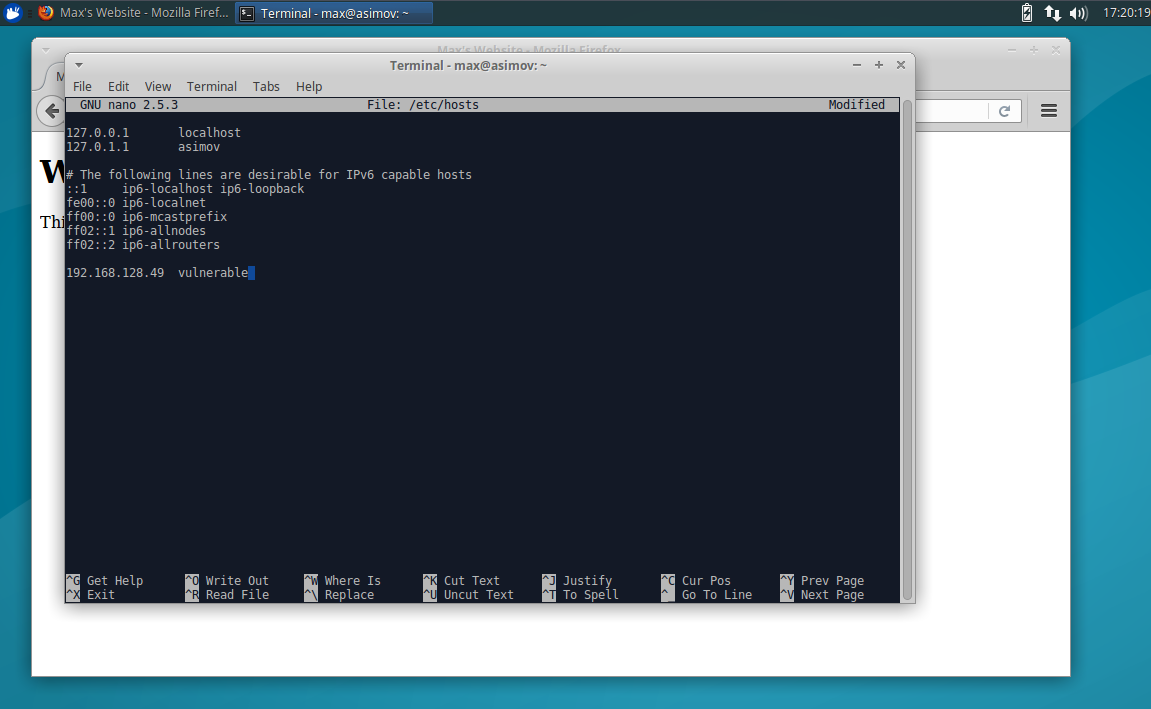 Max's Website - Mozilla Firef... Terminal - max@asimov: ~ 17:20:19
Max's Website - Mozilla Firefox
Terminal - max@asimov: ~
File Edit View Terminal Tabs Help
M
GNU nano 2.5.3 File: /etc/hosts Modified
127.0.0.1 localhost
127.0.1.1 asimov
# The following lines are desirable for IPv6 capable hosts
::1 ip6-localhost ip6-loopback
fe00::0 ip6-localnet
ff00::0 ip6-mcastprefix
ff02::1 ip6-allnodes
ff02::2 ip6-allrouters
192.168.128.49 vulnerable
W
Thi
^G Get Help ^O Write Out ^W Where Is ^K Cut Text ^J Justify ^C Cur Pos ^Y Prev Page
^X Exit ^R Read File ^\ Replace ^U Uncut Text ^T To Spell ^_ Go To Line ^V Next Page